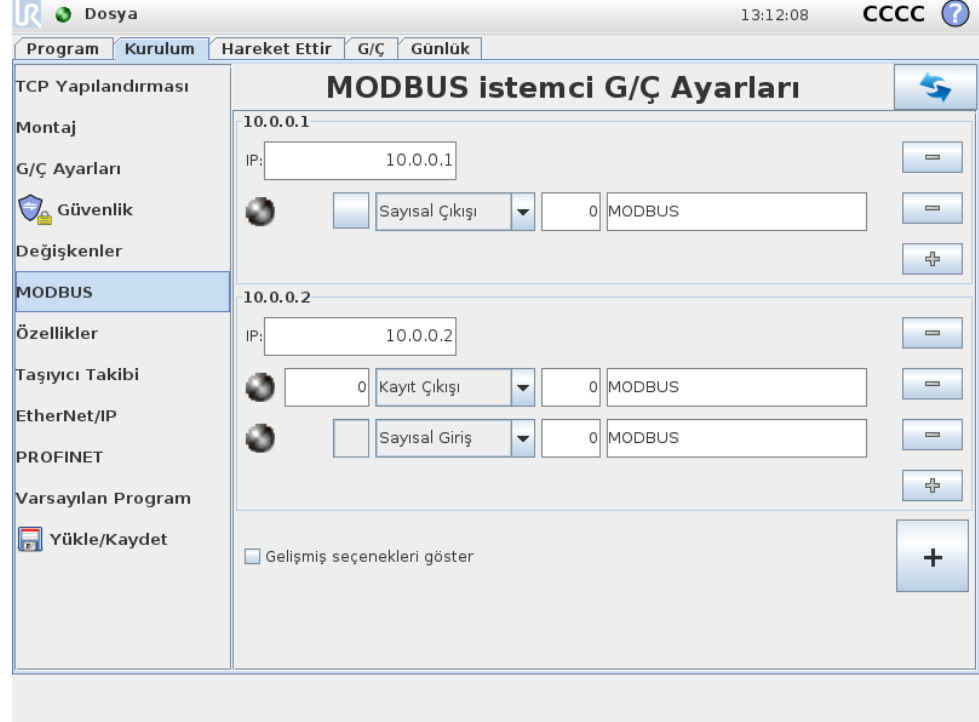 UR Dosya 13:12:08 CCCC ?
Program Kurulum Hareket Ettir G/Ç Günlük
TCP Yapılandırması
Montaj
G/Ç Ayarları
Güvenlik
Değişkenler
MODBUS
Özellikler
Taşıyıcı Takibi
EtherNet/IP
PROFINET
Varsayılan Program
Yükle/Kaydet
MODBUS istemci G/Ç Ayarları
10.0.0.1
IP: 10.0.0.1
Sayısal Çıkışı 0 MODBUS
10.0.0.2
IP: 10.0.0.2
0 Kayıt Çıkışı 0 MODBUS
Sayısal Giriş 0 MODBUS
Gelişmiş seçenekleri göster